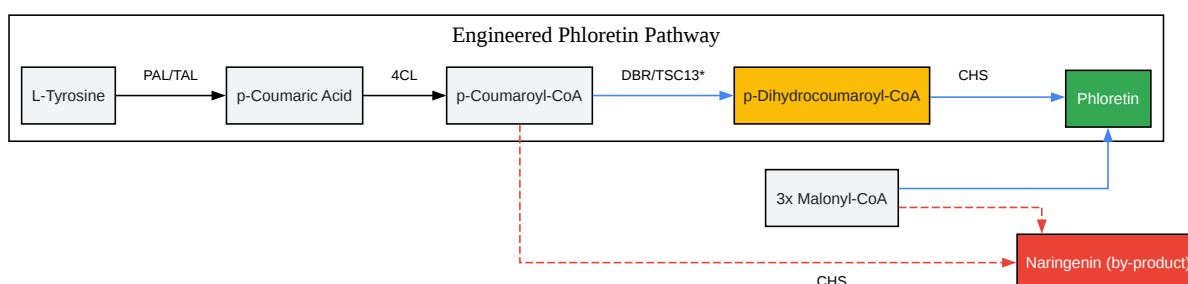 Engineered Phloretin Pathway
PAL/TAL
4CL
DBR/TSC13*
CHS
L-Tyrosine
p-Coumaric Acid
p-Coumaroyl-CoA
p-Dihydrocoumaroyl-CoA
Phloretin
3x Malonyl-CoA
Naringenin (by-product)
CHS